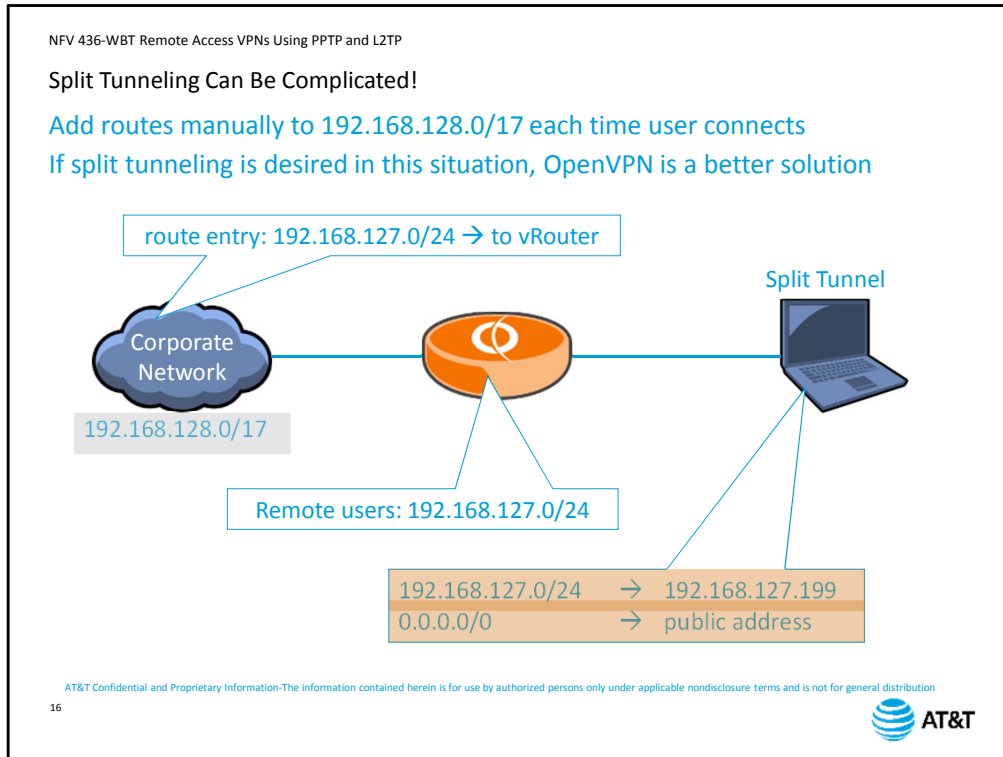 NFV 436-WBT Remote Access VPNs Using PPTP and L2TP
Split Tunneling Can Be Complicated!
Add routes manually to 192.168.128.0/17 each time user connects
If split tunneling is desired in this situation, OpenVPN is a better solution
route entry: 192.168.127.0/24 → to vRouter
Split Tunnel
Corporate
Network
192.168.128.0/17
Remote users: 192.168.127.0/24
192.168.127.0/24 → 192.168.127.199
0.0.0.0/0 → public address
AT&T Confidential and Proprietary Information-The information contained herein is for use by authorized persons only under applicable nondisclosure terms and is not for general distribution
16
AT&T